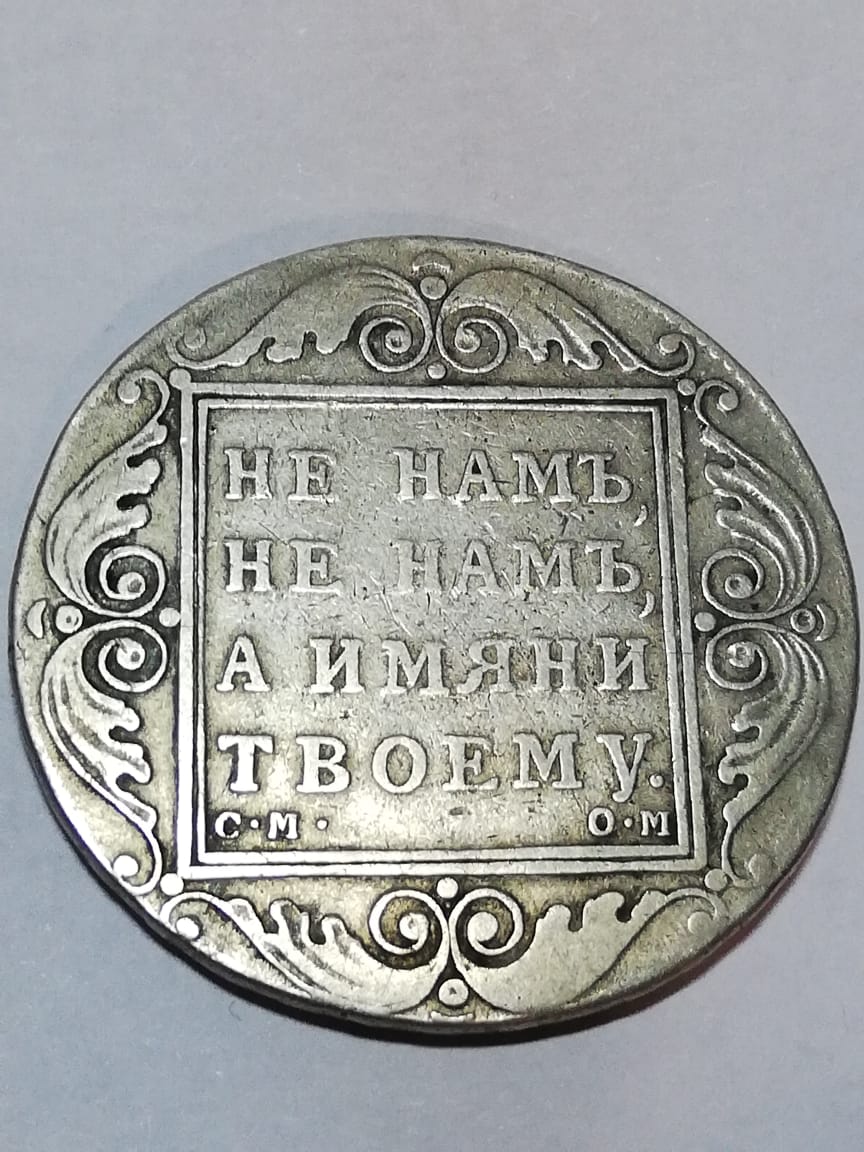 НЕ НАМЪ,
НЕ НАМЪ,
А ИМЯНИ
ТВОЕМУ.
С·М· О·М